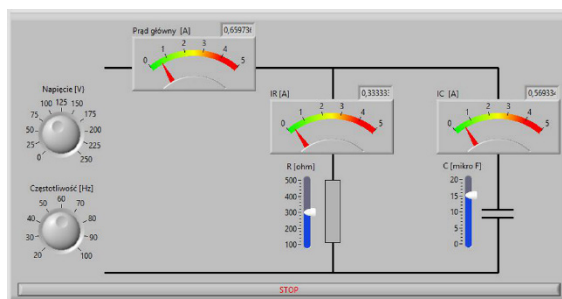 Prąd główny [A]
0,65973
0 1 2 3 4 5
Napięcie [V]
0 25 50 75 100 125 150 175 200 225 250
IR [A]
0,33333
0 1 2 3 4 5
IC [A]
0,56933
0 1 2 3 4 5
R [ohm]
500
400
300
200
100
C [mikro F]
20
15
10
5
0
Częstotliwość [Hz]
20 30 40 50 60 70 80 90 100
STOP